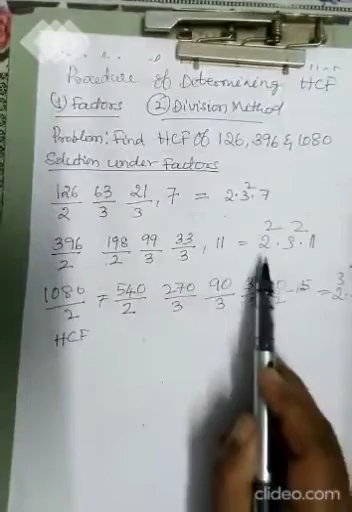 Procedure of Determining HCF
① Factors ② Division Method
Problem: Find HCF of 126, 396 & 1080
Solution under Factors
126/2 63/3 21/3, 7 = 2·3²·7
396/2 198/2 99/3 33/3, 11 = 2²·3²·11
1080/2 = 540/2 270/3 90/3 = 2³
HCF
clideo.com